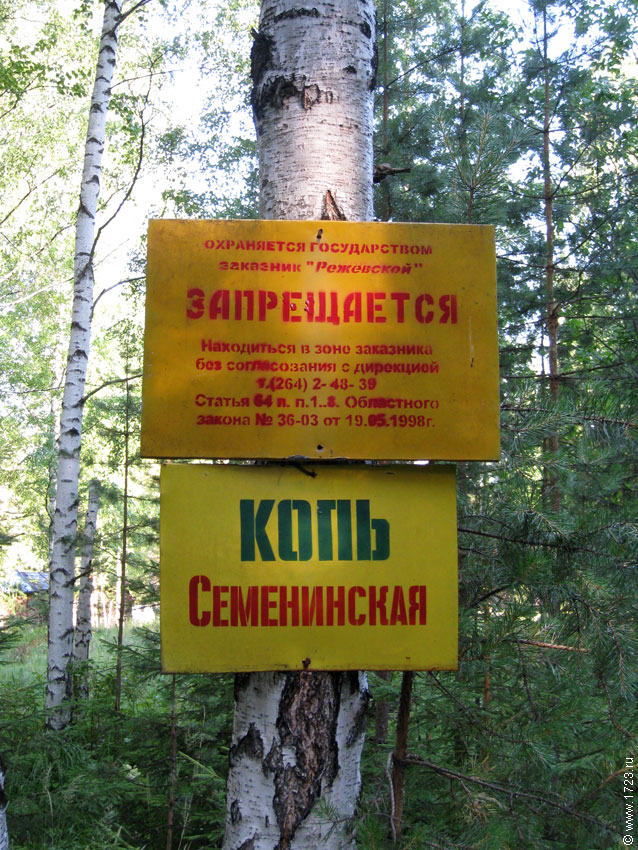 ОХРАНЯЕТСЯ ГОСУДАРСТВОМ
заказник "Режевской"
ЗАПРЕЩАЕТСЯ
Находиться в зоне заказника
без согласования с дирекцией
т.(264) 2-48-39
Статья 64 п. п.1..8. Областного
закона № 36-03 от 19.05.1998г.
КОПЬ
СЕМЕНИНСКАЯ
© www.1723.ru